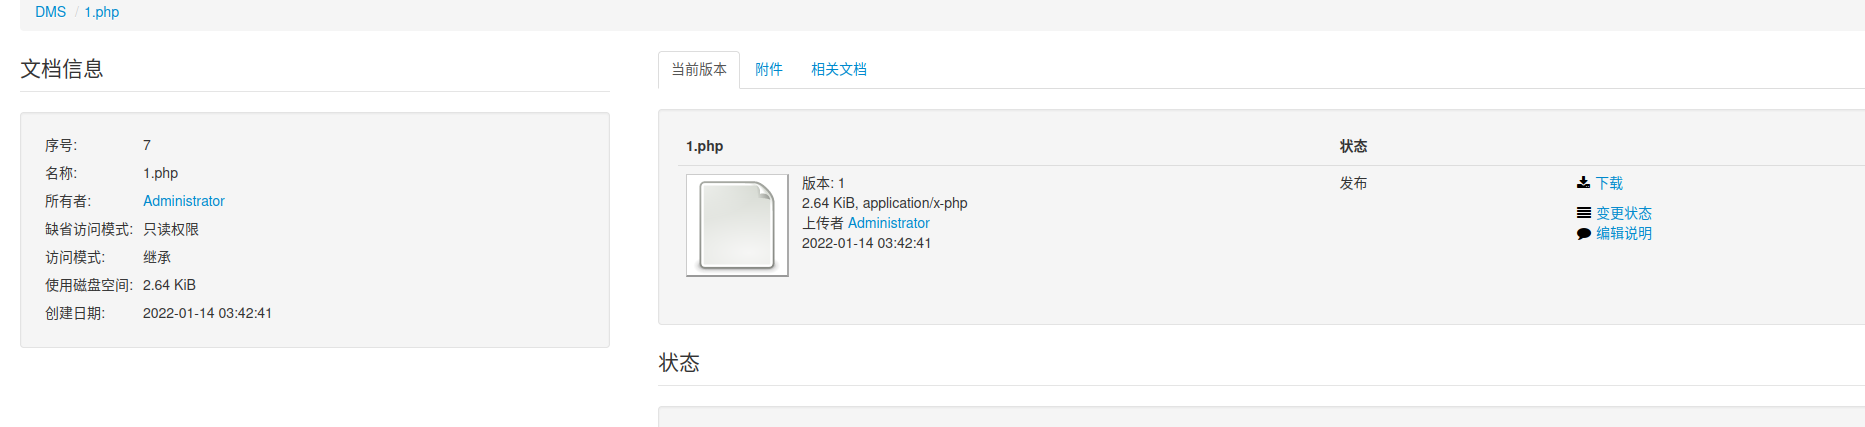 DMS / 1.php
文档信息
序号: 7
名称: 1.php
所有者: Administrator
缺省访问模式: 只读权限
访问模式: 继承
使用磁盘空间: 2.64 KiB
创建日期: 2022-01-14 03:42:41
当前版本 附件 相关文档
1.php 状态
版本: 1 发布 下载
2.64 KiB, application/x-php
上传者 Administrator 变更状态
2022-01-14 03:42:41 编辑说明
状态